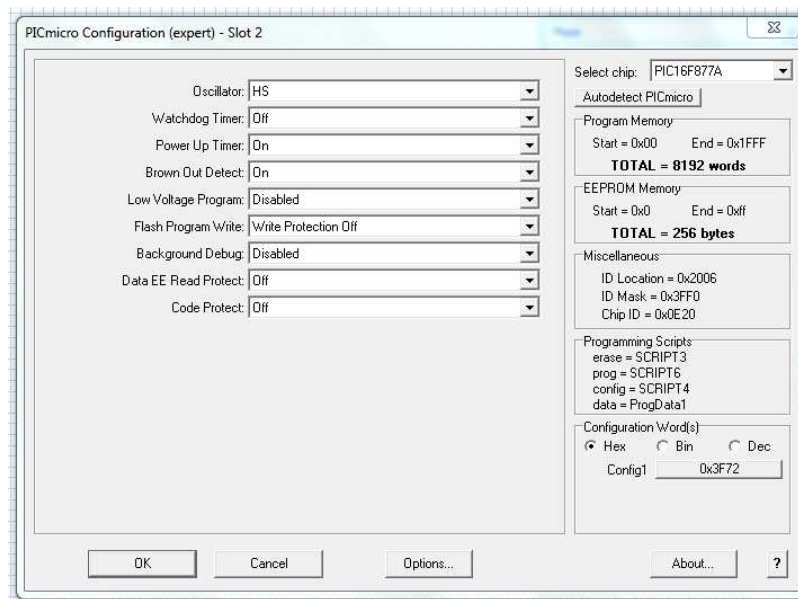 PICmicro Configuration (expert) - Slot 2
Oscillator: HS
Watchdog Timer: Off
Power Up Timer: On
Brown Out Detect: On
Low Voltage Program: Disabled
Flash Program Write: Write Protection Off
Background Debug: Disabled
Data EE Read Protect: Off
Code Protect: Off
Select chip: PIC16F877A
Autodetect PICmicro
Program Memory
Start = 0x00 End = 0x1FFF
TOTAL = 8192 words
EEPROM Memory
Start = 0x0 End = 0xff
TOTAL = 256 bytes
Miscellaneous
ID Location = 0x2006
ID Mask = 0x3FF0
Chip ID = 0x0E20
Programming Scripts
erase = SCRIPT3
prog = SCRIPT6
config = SCRIPT4
data = ProgData1
Configuration Word(s)
Hex Bin Dec
Config1 0x3F72
OK Cancel Options... About... ?